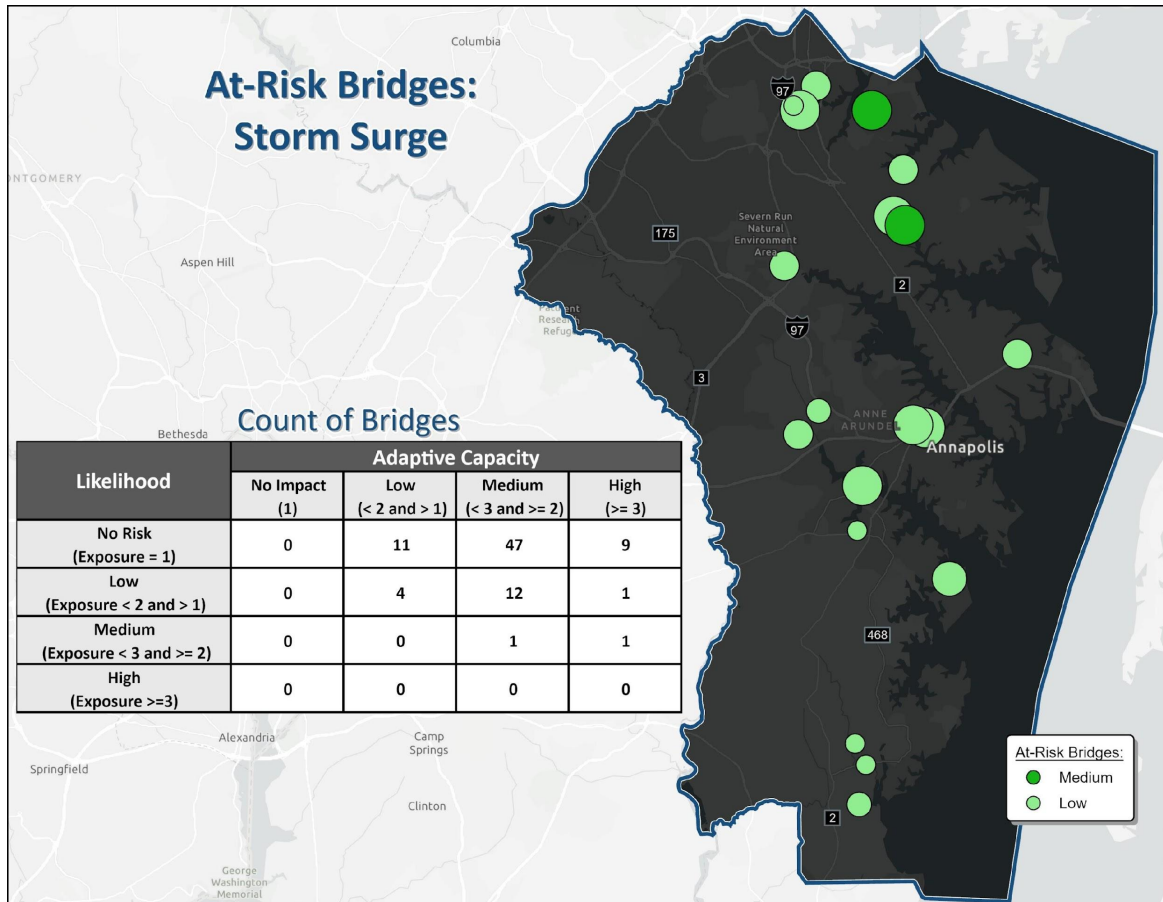 Columbia
At-Risk Bridges:
Storm Surge
97
ONTGOMERY
Severn Run
Natural
Environment
Area
175
Aspen Hill
2
Patuxent
Research
Refuge
97
3
Count of Bridges
ANNE
ARUNDEL
Bethesda
Annapolis
Likelihood
Adaptive Capacity
No Impact
(1)
Low
(< 2 and > 1)
Medium
(< 3 and >= 2)
High
(>= 3)
No Risk
(Exposure = 1)
0 11 47 9
Low
(Exposure < 2 and > 1)
0 4 12 1
Medium
(Exposure < 3 and >= 2)
0 0 1 1
High
(Exposure >=3)
0 0 0 0
468
Alexandria
Camp
Springs
Springfield
At-Risk Bridges:
Medium
Low
Clinton
2
George
Washington
Memorial